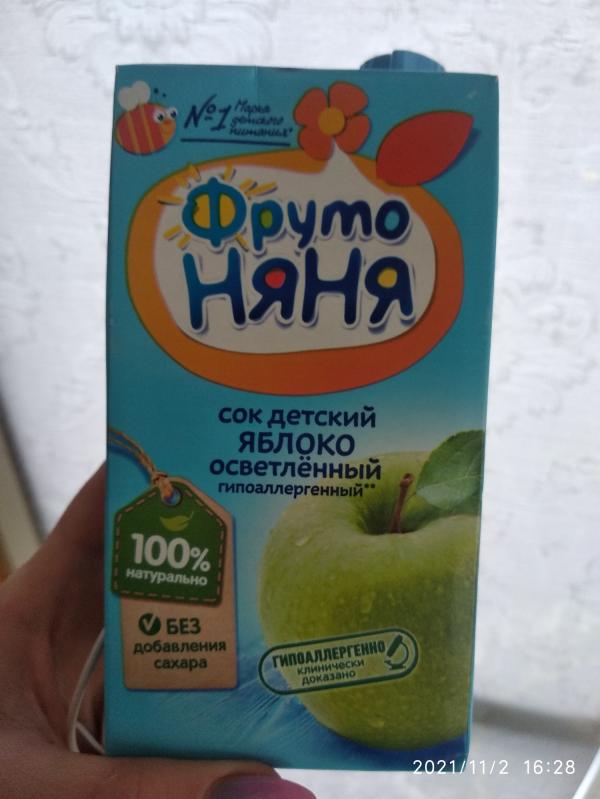 №1 Марка
детского
питания*
Фруто
НЯНЯ
сок детский
ЯБЛОКО
осветлённый
гипоаллергенный**
100%
натурально
БЕЗ
добавления
сахара
ГИПОАЛЛЕРГЕННО
клинически
доказано
2021/11/2 16:28